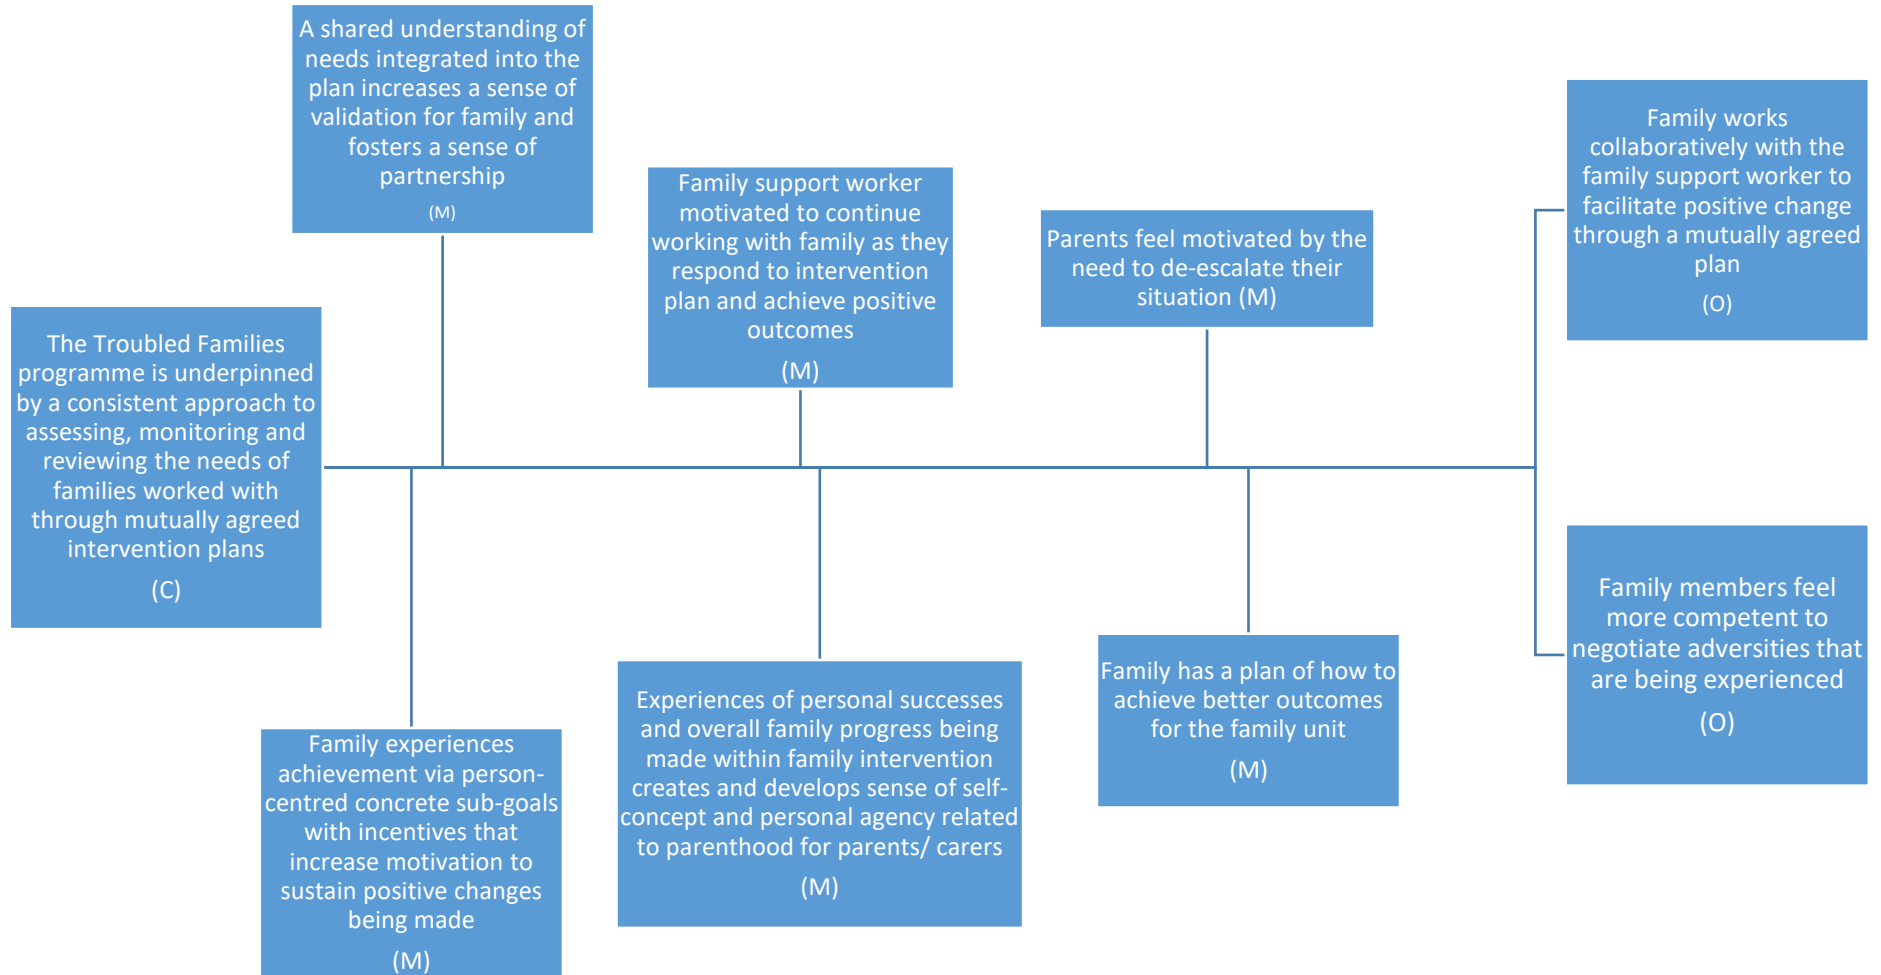 A shared understanding of
needs integrated into the
plan increases a sense of
validation for family and
fosters a sense of
partnership
(M)
Family support worker
motivated to continue
working with family as they
respond to intervention
plan and achieve positive
outcomes
(M)
Parents feel motivated by the
need to de-escalate their
situation (M)
Family works
collaboratively with the
family support worker to
facilitate positive change
through a mutually agreed
plan
(O)
The Troubled Families
programme is underpinned
by a consistent approach to
assessing, monitoring and
reviewing the needs of
families worked with
through mutually agreed
intervention plans
(C)
Family experiences
achievement via person-
centred concrete sub-goals
with incentives that
increase motivation to
sustain positive changes
being made
(M)
Experiences of personal successes
and overall family progress being
made within family intervention
creates and develops sense of self-
concept and personal agency related
to parenthood for parents/ carers
(M)
Family has a plan of how to
achieve better outcomes
for the family unit
(M)
Family members feel
more competent to
negotiate adversities that
are being experienced
(O)